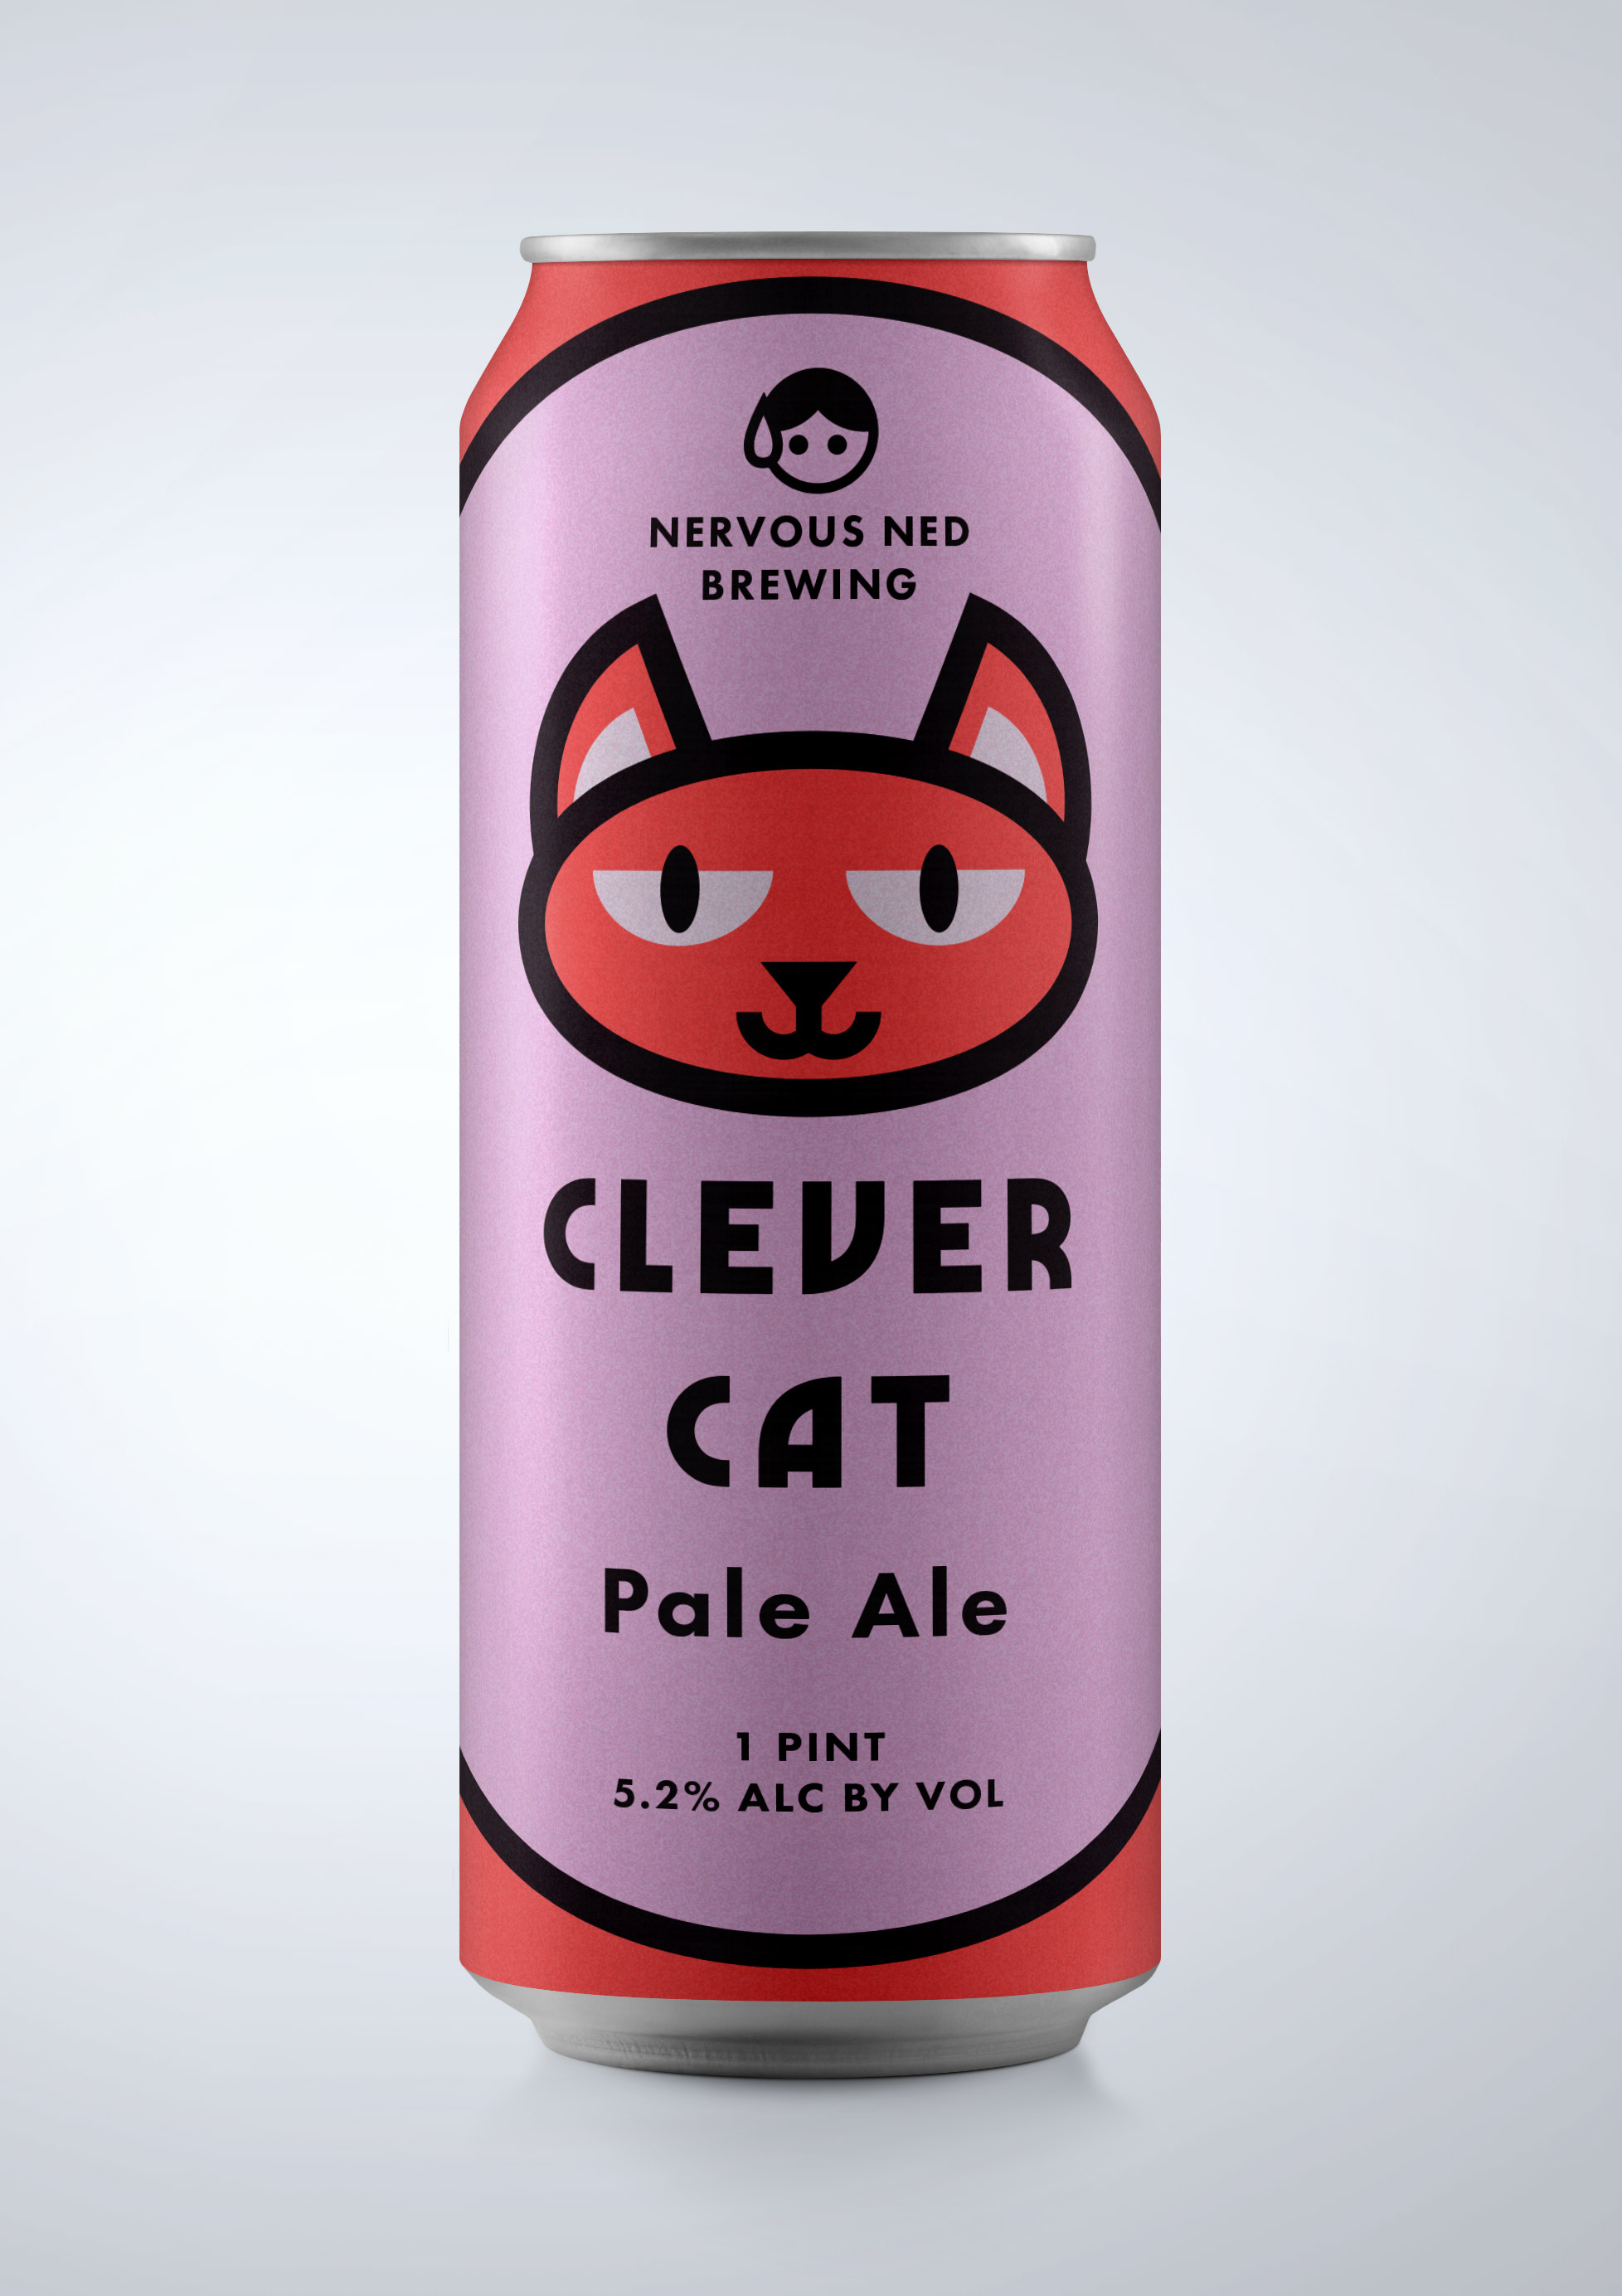 NERVOUS NED
BREWING
CLEVER
CAT
Pale Ale
1 PINT
5.2% ALC BY VOL